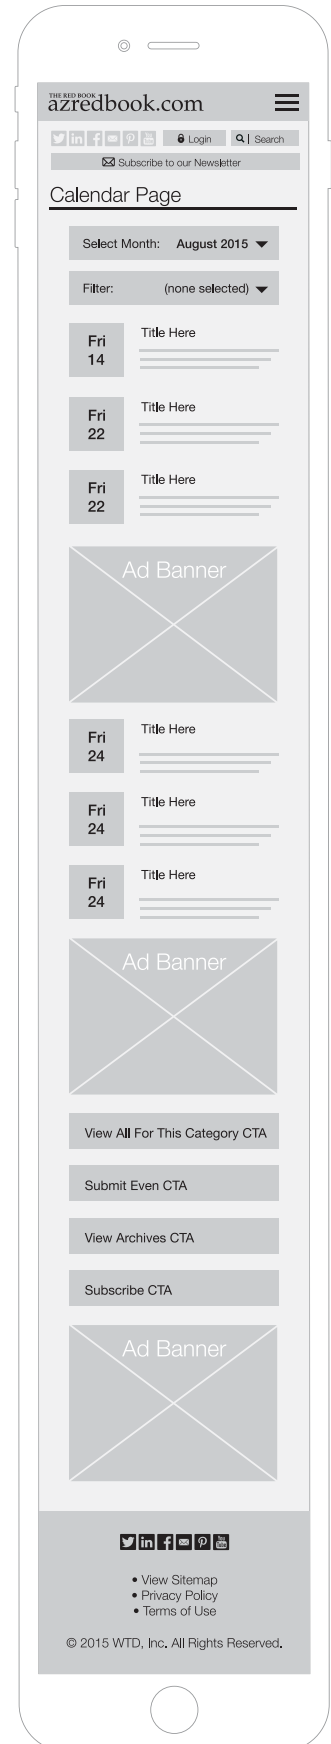 THE RED BOOK
azredbook.com
Login
Search
Subscribe to our Newsletter
Calendar Page
Select Month: August 2015
Filter: (none selected)
Fri
14
Title Here
Fri
22
Title Here
Fri
22
Title Here
Ad Banner
Fri
24
Title Here
Fri
24
Title Here
Fri
24
Title Here
Ad Banner
View All For This Category CTA
Submit Even CTA
View Archives CTA
Subscribe CTA
Ad Banner
• View Sitemap
• Privacy Policy
• Terms of Use
© 2015 WTD, Inc. All Rights Reserved.